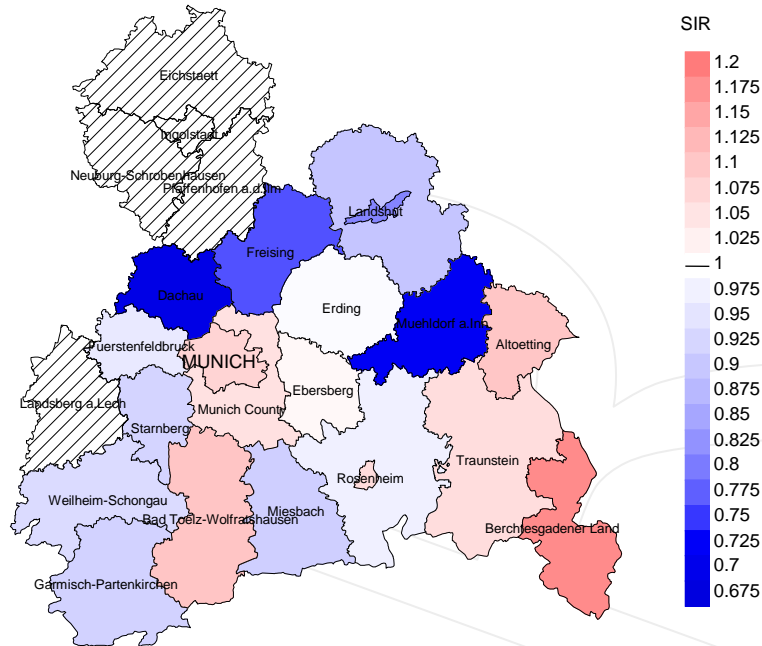 SIR
1.2
1.175
1.15
1.125
1.1
1.075
1.05
1.025
1
0.975
0.95
0.925
0.9
0.875
0.85
0.825
0.8
0.775
0.75
0.725
0.7
0.675
Eichstaett
Ingolstadt
Neuburg-Schrobenhausen
Pfaffenhofen a.d.Ilm
Landshut
Freising
Dachau
Erding
Muehldorf a.Inn
Altoetting
Fuerstenfeldbruck
MUNICH
Ebersberg
Landsberg a.Lech
Munich County
Starnberg
Traunstein
Rosenheim
Weilheim-Schongau
Miesbach
Bad Toelz-Wolfratshausen
Berchtesgadener Land
Garmisch-Partenkirchen